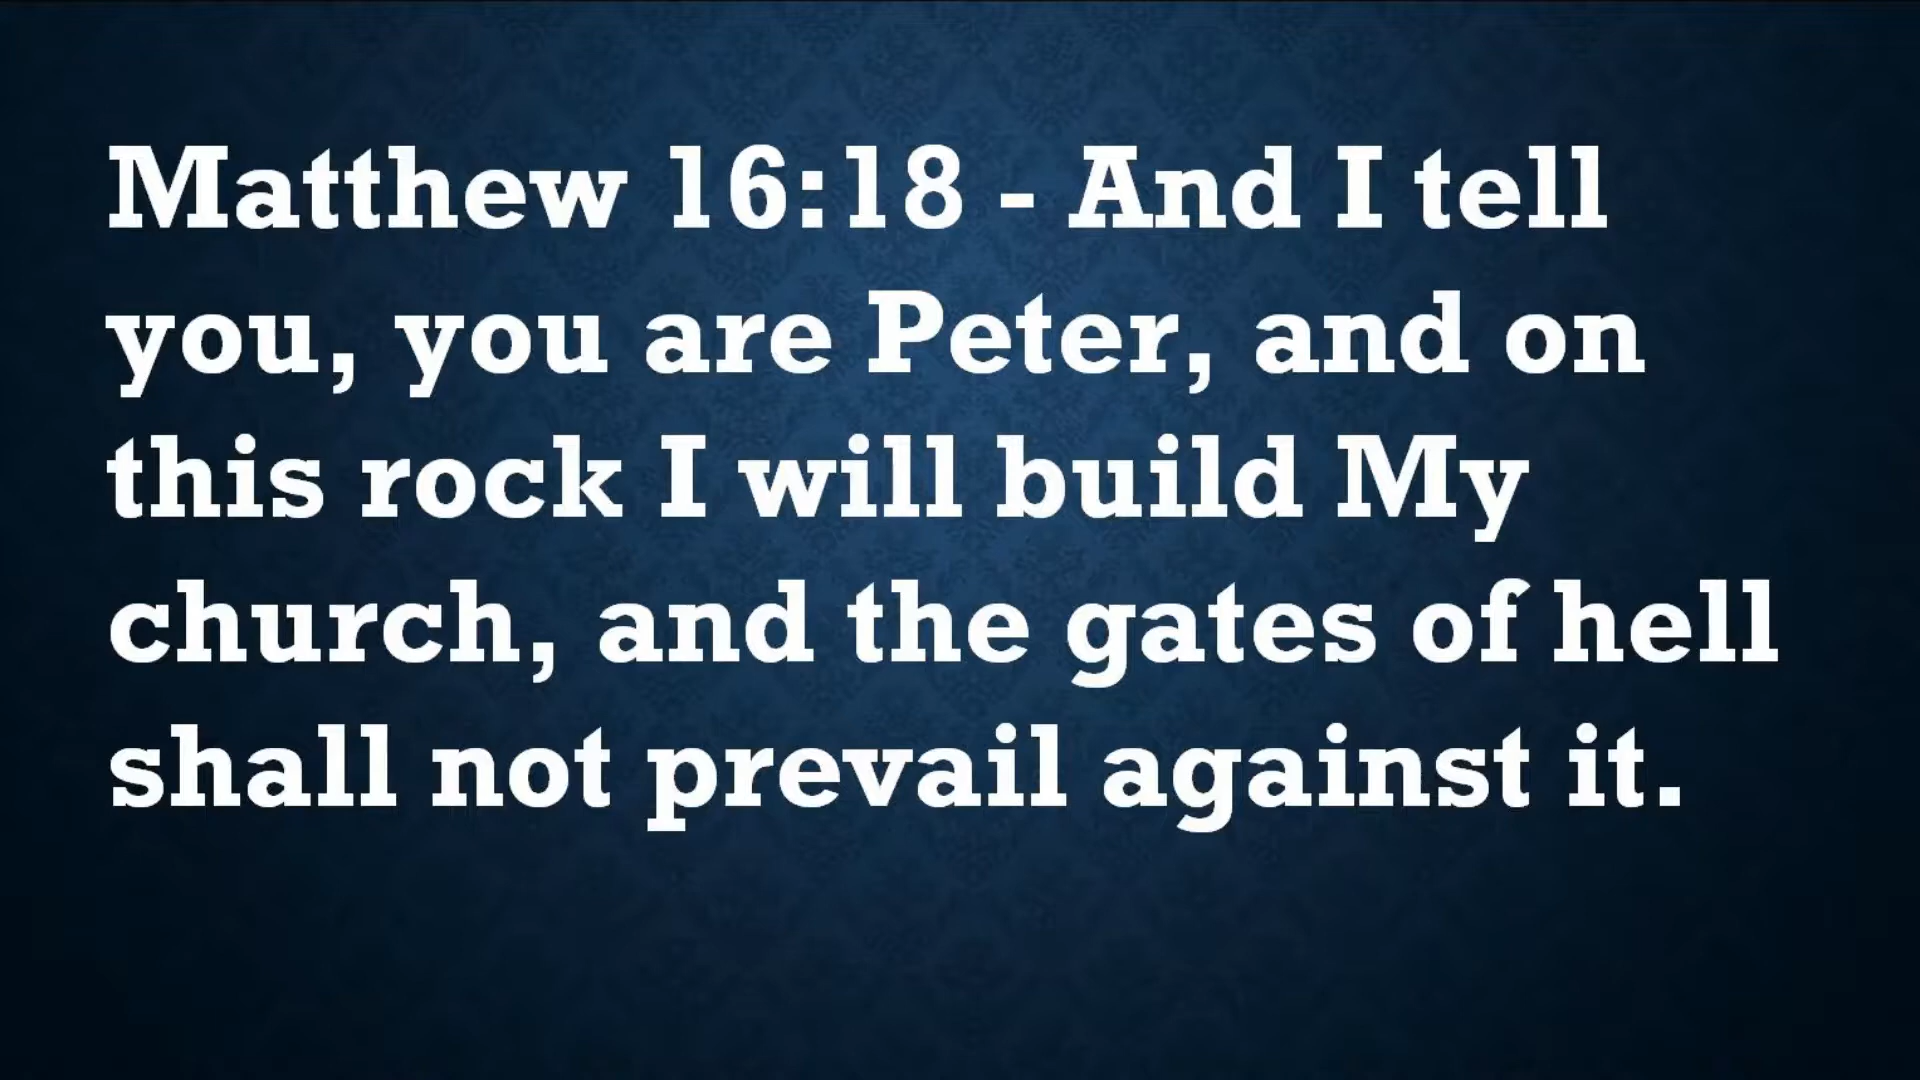 Matthew 16:18 - And I tell
you, you are Peter, and on
this rock I will build My
church, and the gates of hell
shall not prevail against it.